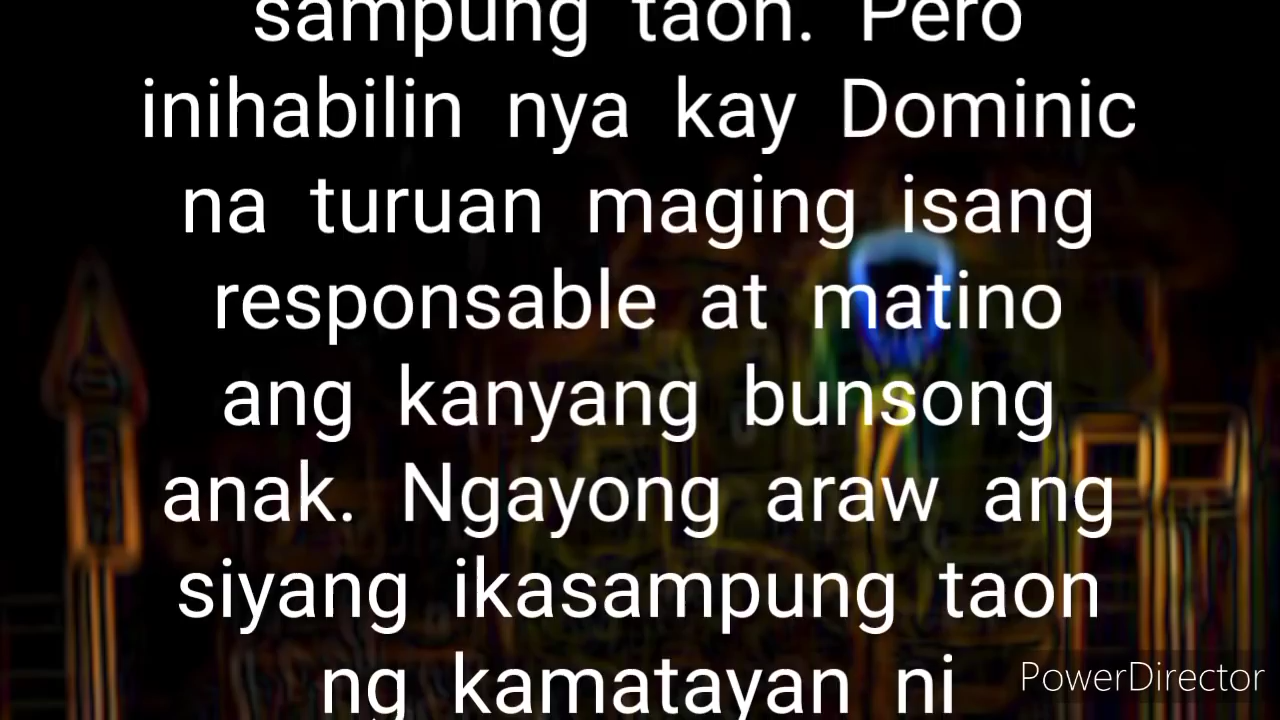 sampung taon. Pero
inihabilin nya kay Dominic
na turuan maging isang
responsable at matino
ang kanyang bunsong
anak. Ngayong araw ang
siyang ikasampung taon
ng kamatayan ni
PowerDirector